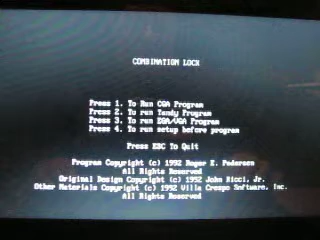 COMBINATION LOCK
Press 1. To Run CGA Program
Press 2. To run Tandy Program
Press 3. To run EGA/VGA Program
Press 4. To run setup before program
Press ESC To Quit
Program Copyright (c) 1992 Roger E. Pedersen
All Rights Reserved
Original Design Copyright (c) 1992 John Ricci, Jr.
Other Materials Copyright (c) 1992 Villa Crespo Software, Inc.
All Rights Reserved